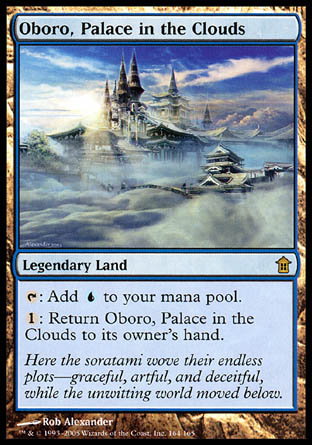 Oboro, Palace in the Clouds
Alexander 2004
Legendary Land
: Add to your mana pool.
1: Return Oboro, Palace in the
Clouds to its owner's hand.
Here the soratami wove their endless
plots—graceful, artful, and deceitful,
while the unwitting world moved below.
Rob Alexander
™ & © 1993–2005 Wizards of the Coast, Inc. 164/165